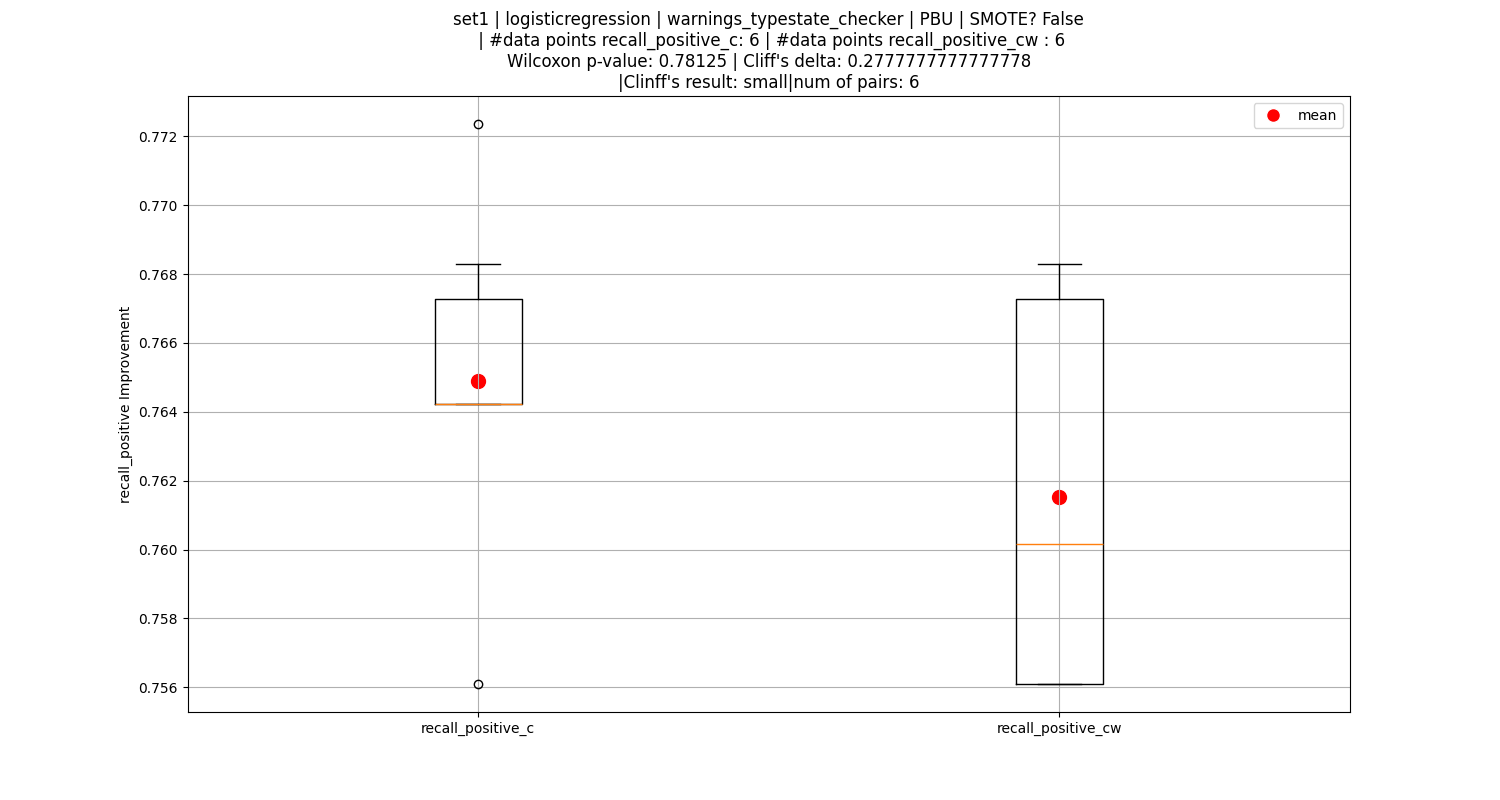 set1 | logisticregression | warnings_typestate_checker | PBU | SMOTE? False
| #data points recall_positive_c: 6 | #data points recall_positive_cw : 6
Wilcoxon p-value: 0.78125 | Cliff's delta: 0.2777777777777778
|Clinff's result: small|num of pairs: 6
mean
0.772
0.770
0.768
0.766
0.764
0.762
0.760
0.758
0.756
recall_positive Improvement
recall_positive_c
recall_positive_cw